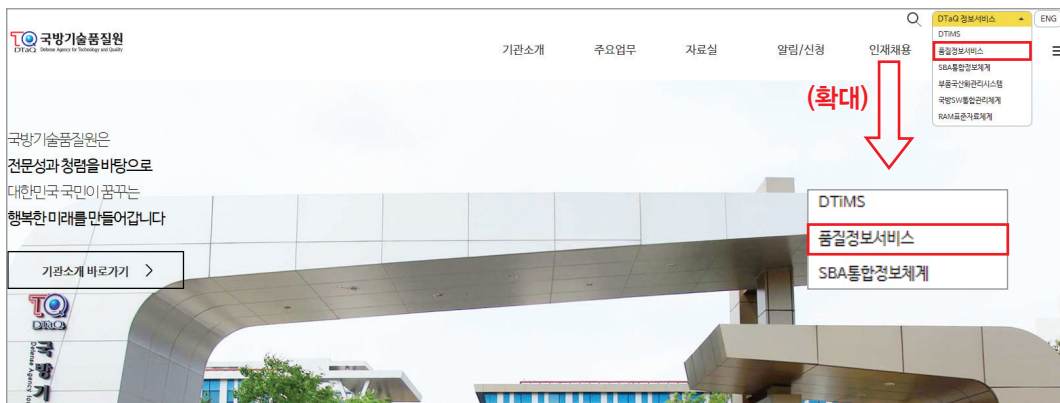 국방기술품질원
DTaQ Defense Agency for Technology and Quality
기관소개 주요업무 자료실 알림/신청 인재채용
DTaQ 정보서비스 ENG
DTiMS
품질정보서비스
SBA통합정보체계
부품국산화관리시스템
국방SW통합관리체계
RAM표준자료체계
(확대)
국방기술품질원은
전문성과 청렴을 바탕으로
대한민국 국민이 꿈꾸는
행복한 미래를 만들어갑니다
기관소개 바로가기 >
DTiMS
품질정보서비스
SBA통합정보체계
DTaQ
국방기